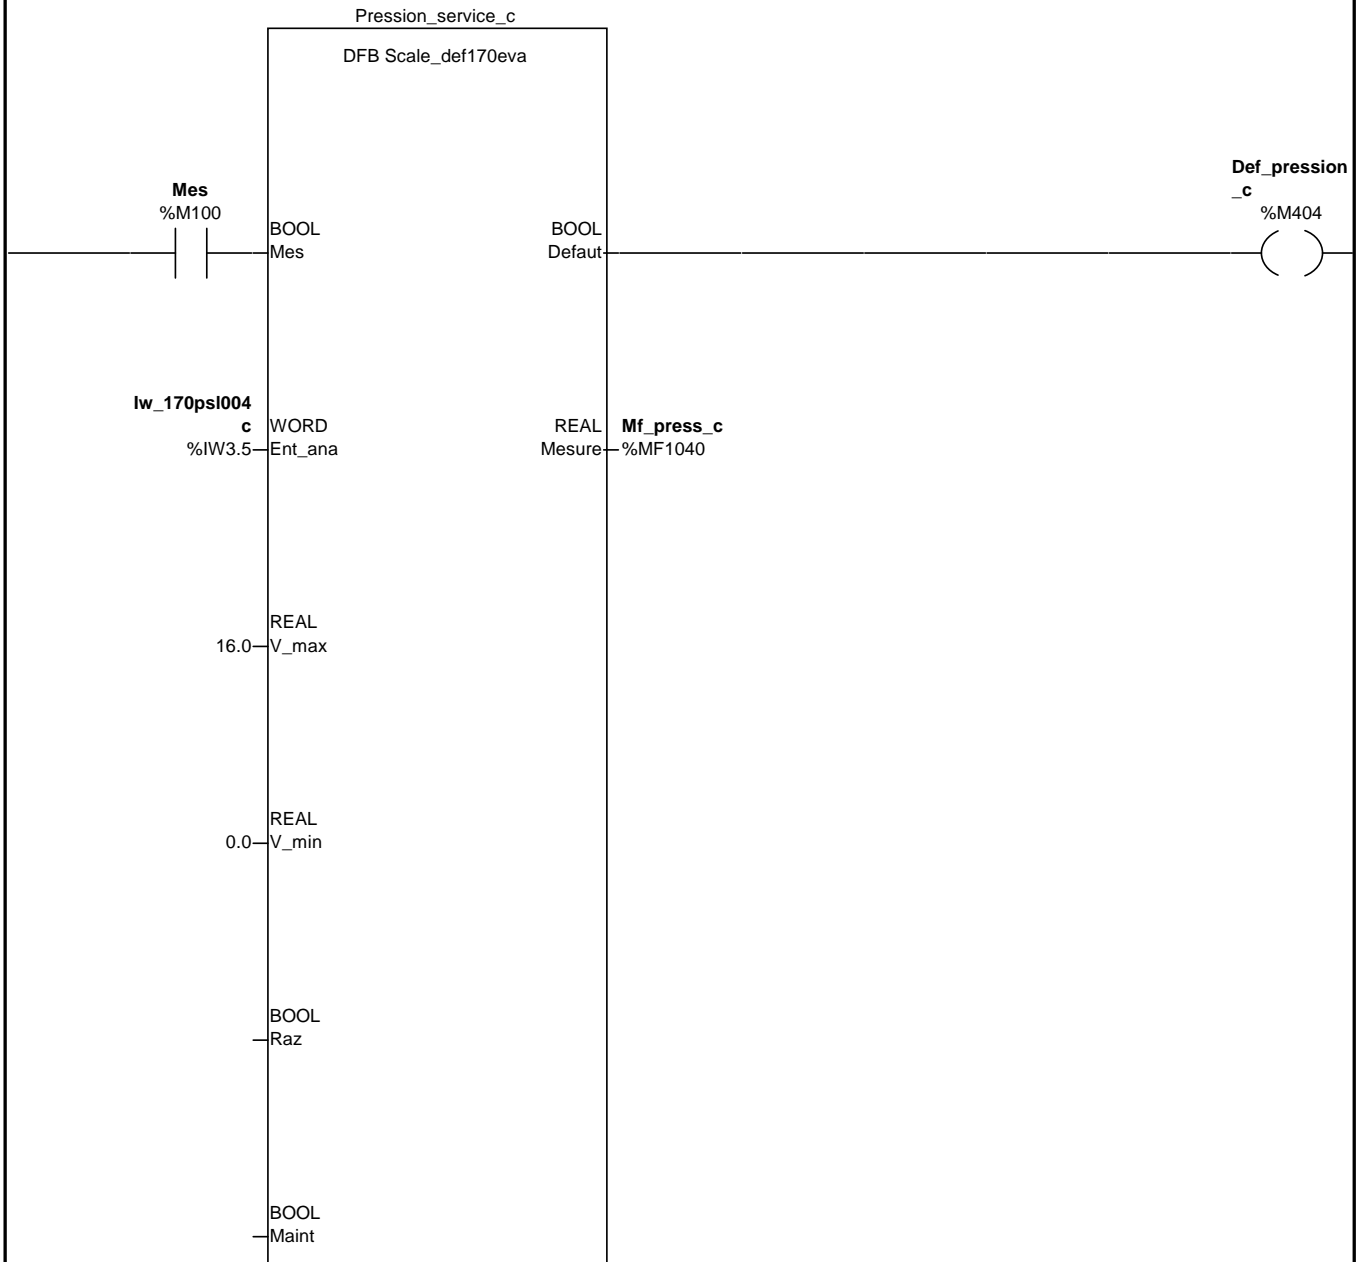 Pression_service_c
DFB Scale_def170eva
Def_pression
_c
%M404
Mes
%M100
BOOL
Mes
BOOL
Defaut
Iw_170psl004
c
%IW3.5
WORD
Ent_ana
REAL
Mesure
Mf_press_c
%MF1040
REAL
16.0
V_max
REAL
0.0
V_min
BOOL
Raz
BOOL
Maint